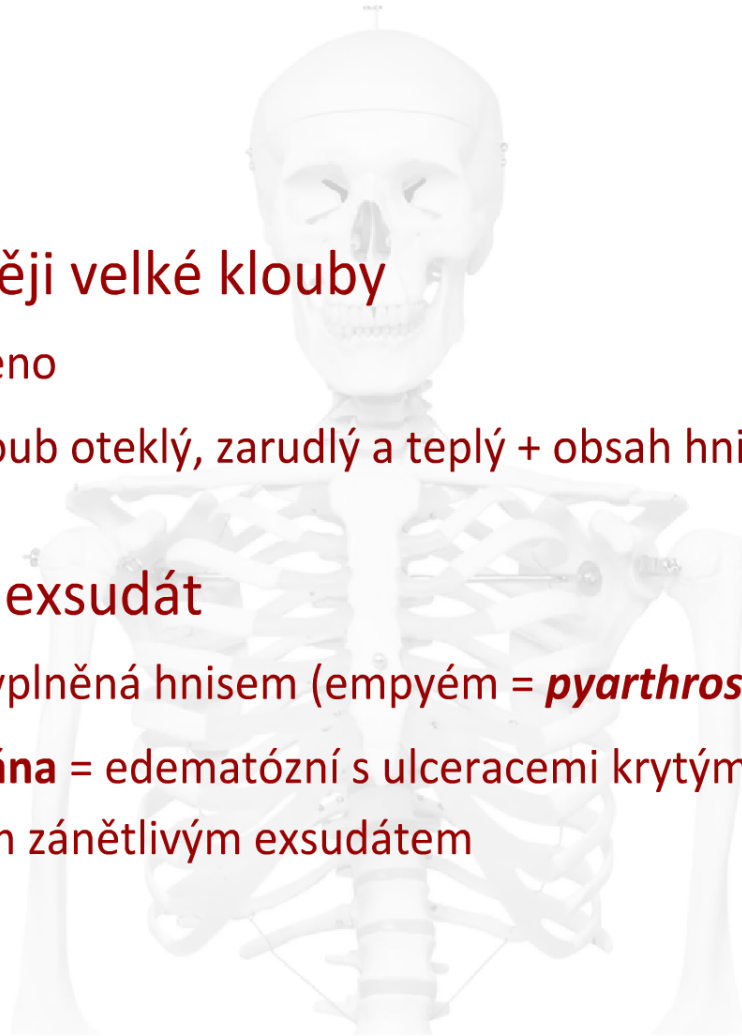 ěji velké klouby
eno
oub oteklý, zarudlý a teplý + obsah hni
exsudát
yplněná hnisem (empyém = pyarthros
ána = edematózní s ulceracemi krytým
n zánětlivým exsudátem